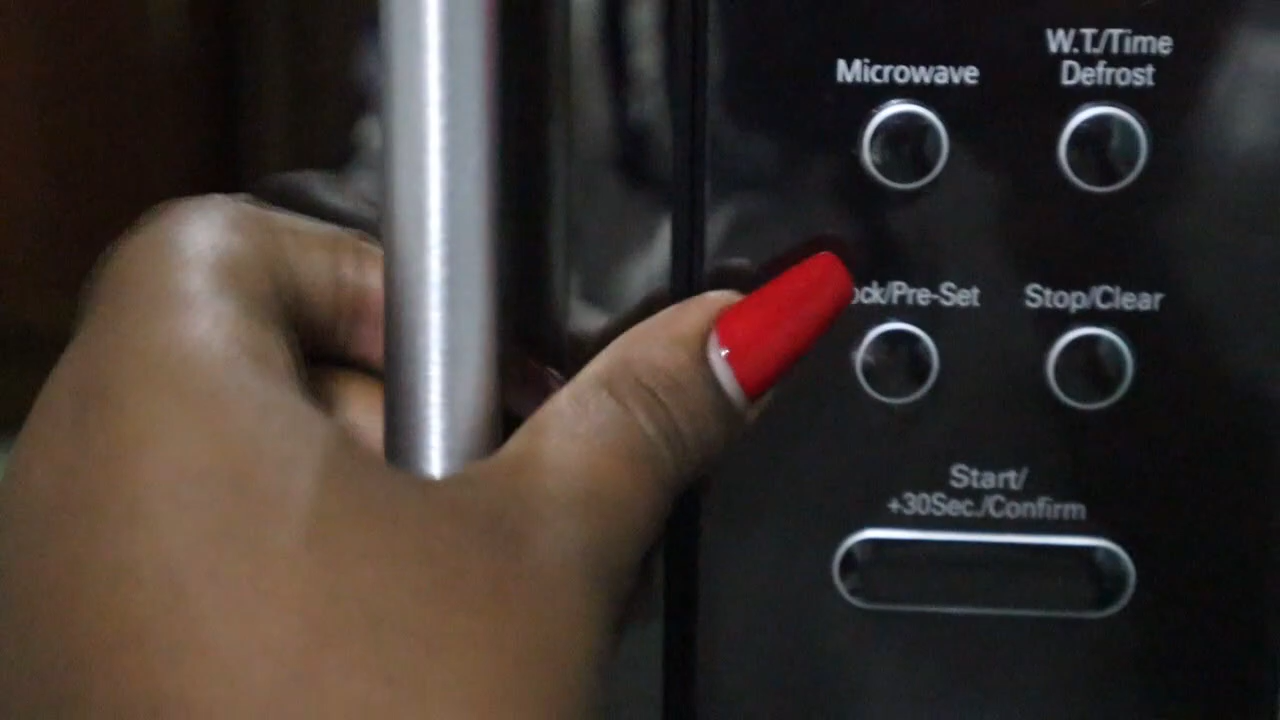 Microwave
W.T./Time
Defrost
ock/Pre-Set
Stop/Clear
Start/
+30Sec./Confirm